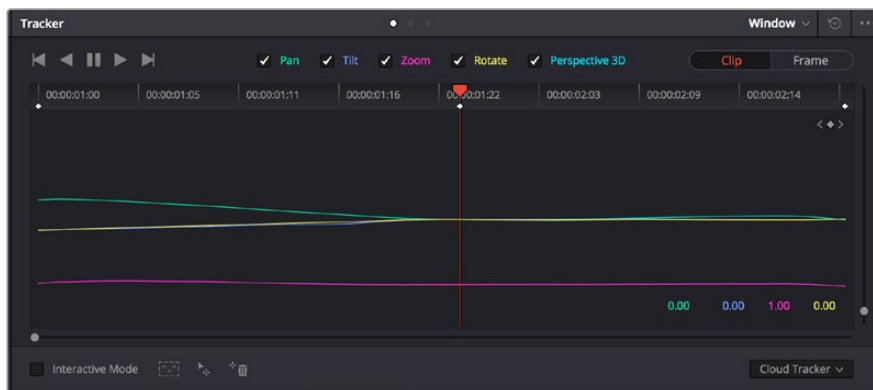 Tracker Window
Pan Tilt Zoom Rotate Perspective 3D Clip Frame
00:00:01:00 00:00:01:05 00:00:01:11 00:00:01:16 00:00:01:22 00:00:02:03 00:00:02:09 00:00:02:14
0.00 0.00 1.00 0.00
Interactive Mode Cloud Tracker